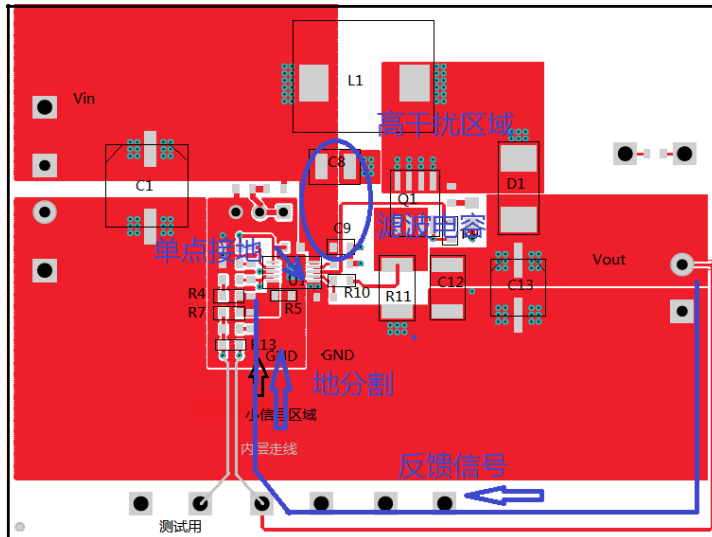 L1
Vin
高干扰区域
C8
C1
Q1
D1
滤波电容
C9
单点接地
Vout
U1
R10
R11
C12
C13
R4
R5
R7
R13
GND
GND
地分割
小信号区域
内层走线
反馈信号
测试用